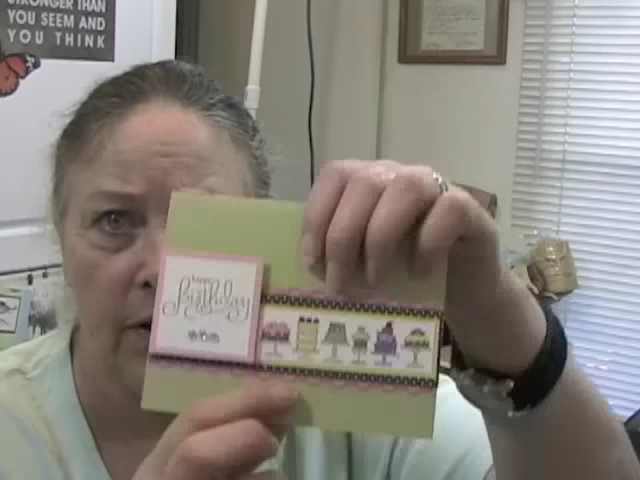 STRONGER THAN
YOU SEEM AND
YOU THINK
happy
birthday